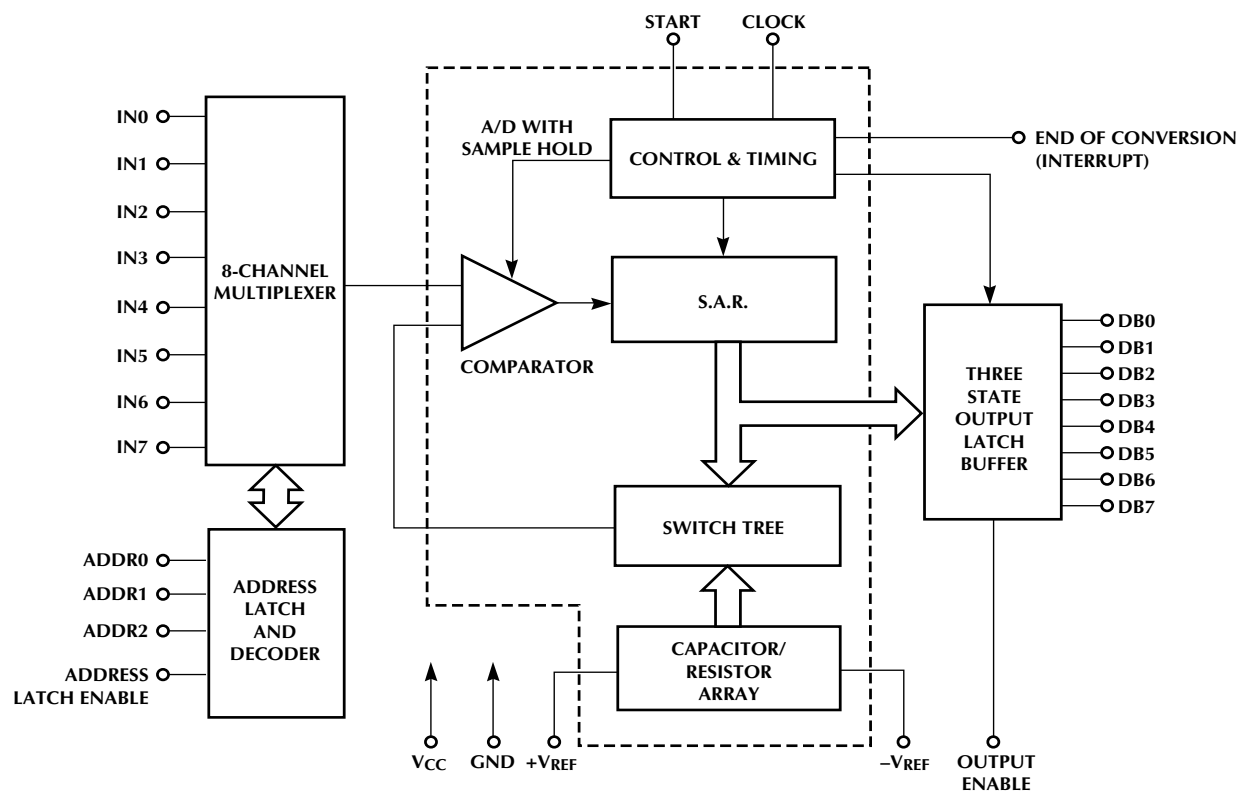 START
CLOCK
IN0
IN1
IN2
IN3
IN4
IN5
IN6
IN7
8-CHANNEL
MULTIPLEXER
A/D WITH
SAMPLE HOLD
CONTROL & TIMING
END OF CONVERSION
(INTERRUPT)
S.A.R.
COMPARATOR
THREE
STATE
OUTPUT
LATCH
BUFFER
DB0
DB1
DB2
DB3
DB4
DB5
DB6
DB7
SWITCH TREE
ADDR0
ADDR1
ADDR2
ADDRESS
LATCH ENABLE
ADDRESS
LATCH
AND
DECODER
CAPACITOR/
RESISTOR
ARRAY
VCC
GND
+VREF
–VREF
OUTPUT
ENABLE